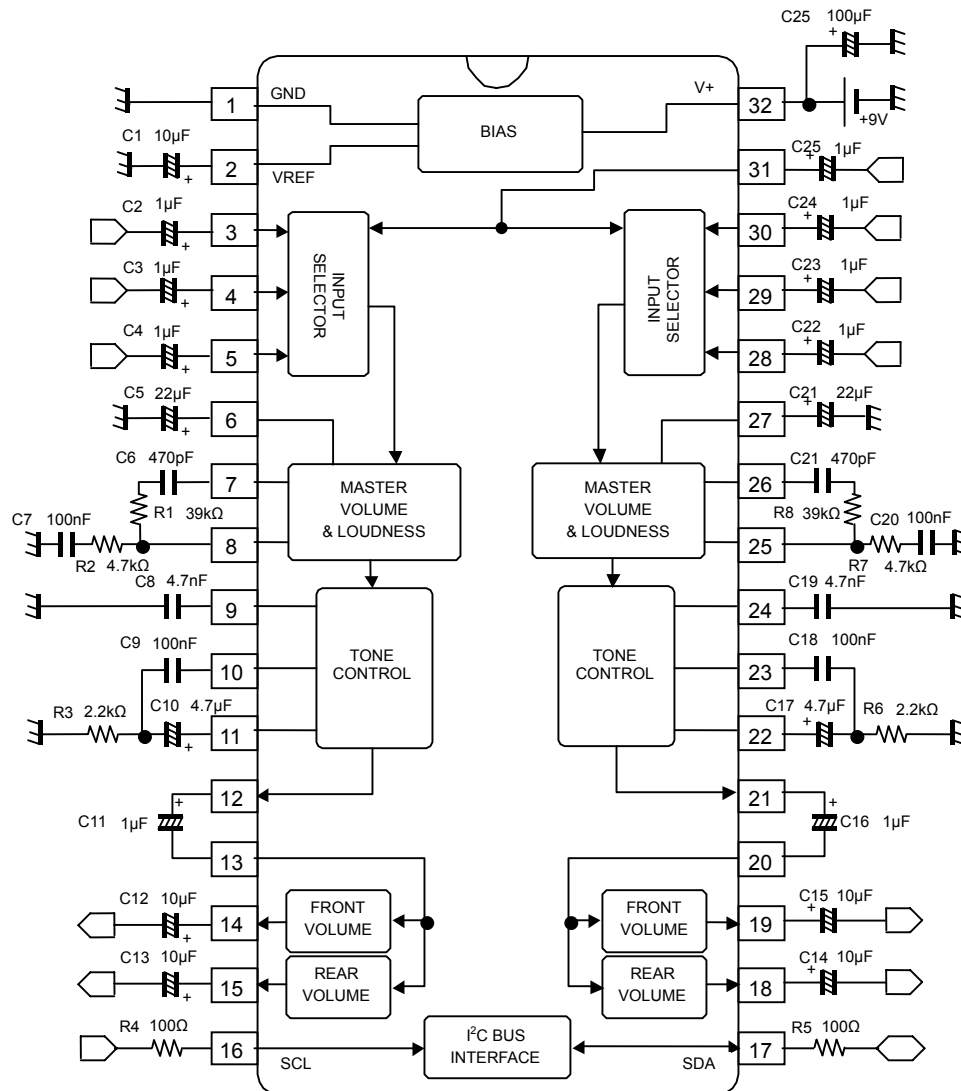 C25 100µF
+
1 GND V+ 32
BIAS
+9V
C1 10µF
2 VREF 31 C25 1µF
+ +
C2 1µF 3 30 C24 1µF
+ +
INPUT SELECTOR
INPUT SELECTOR
C3 1µF 4 29 C23 1µF
+ +
C4 1µF 5 28 C22 1µF
+ +
C5 22µF 6 27 C21 22µF
+ +
C6 470pF 7 26 C21 470pF
MASTER VOLUME & LOUDNESS
MASTER VOLUME & LOUDNESS
R1 39kΩ R8 39kΩ
C7 100nF 8 25 C20 100nF
R2 4.7kΩ R7 4.7kΩ
C8 4.7nF 9 24 C19 4.7nF
C9 100nF 10 23 C18 100nF
TONE CONTROL
TONE CONTROL
R3 2.2kΩ C10 4.7µF 11 22 C17 4.7µF R6 2.2kΩ
+ +
12 21
+ +
C11 1µF C16 1µF
13 20
C12 10µF 14 FRONT VOLUME FRONT VOLUME 19 C15 10µF
+ +
C13 10µF 15 REAR VOLUME REAR VOLUME 18 C14 10µF
+ +
R4 100Ω 16 SCL I²C BUS INTERFACE SDA 17 R5 100Ω